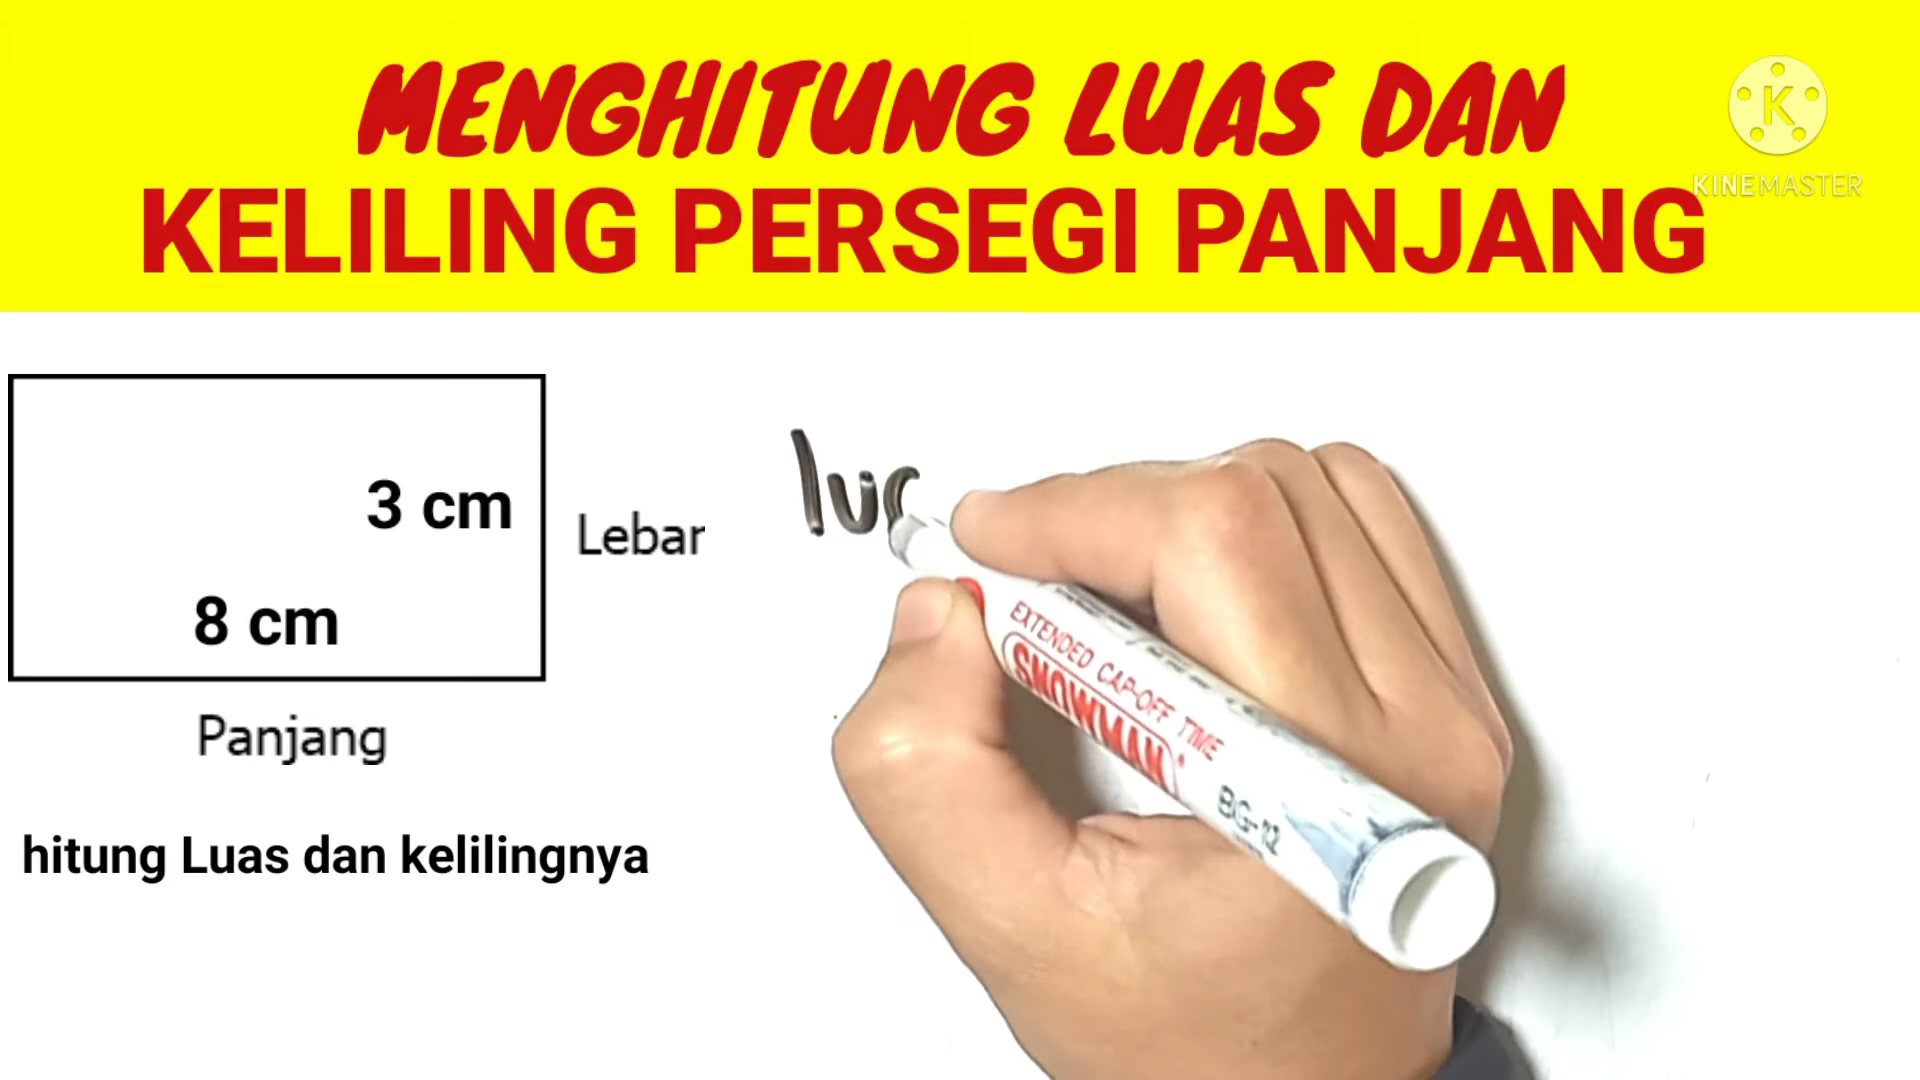 MENGHITUNG LUAS DAN
KELILING PERSEGI PANJANG
K
KINEMASTER
3 cm
Lebar
8 cm
Panjang
hitung Luas dan kelilingnya
EXTENDED CAP-OFF TIME
SNOWMAN
BG-12